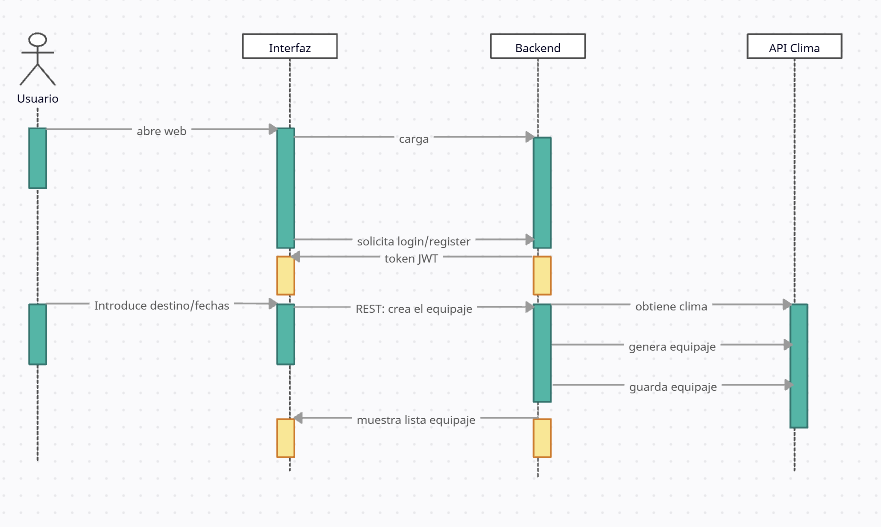 Interfaz
Backend
API Clima
Usuario
abre web
carga
solicita login/register
token JWT
Introduce destino/fechas
REST: crea el equipaje
obtiene clima
genera equipaje
guarda equipaje
muestra lista equipaje